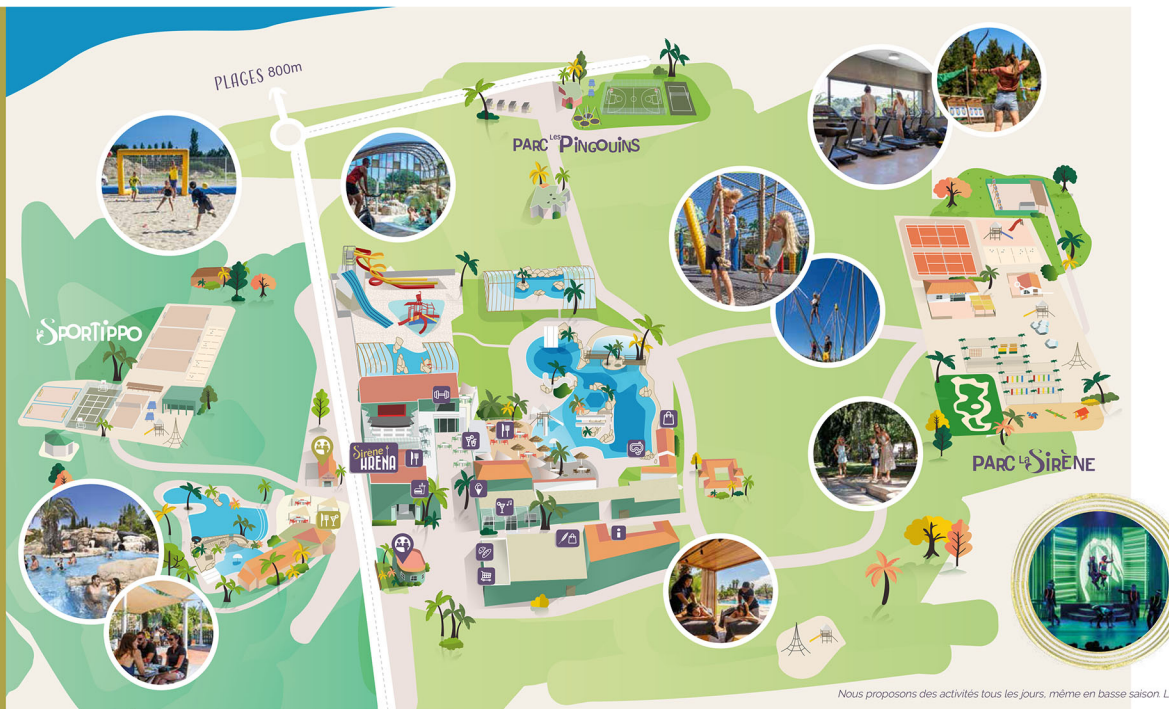 PLAGES 800m
PARC Les PINGOUINS
Le SPORTIPPO
Sirène ARENA
PARC La SIRÈNE
Nous proposons des activités tous les jours, même en basse saison. L